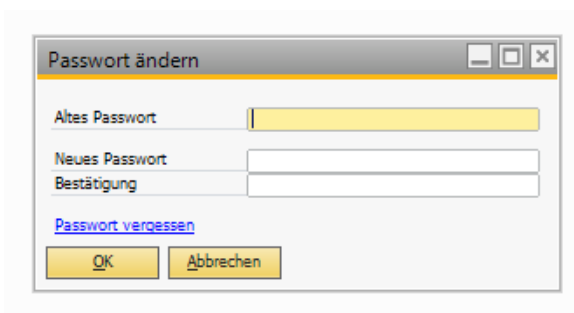 Passwort ändern
Altes Passwort
Neues Passwort
Bestätigung
Passwort vergessen
OK Abbrechen